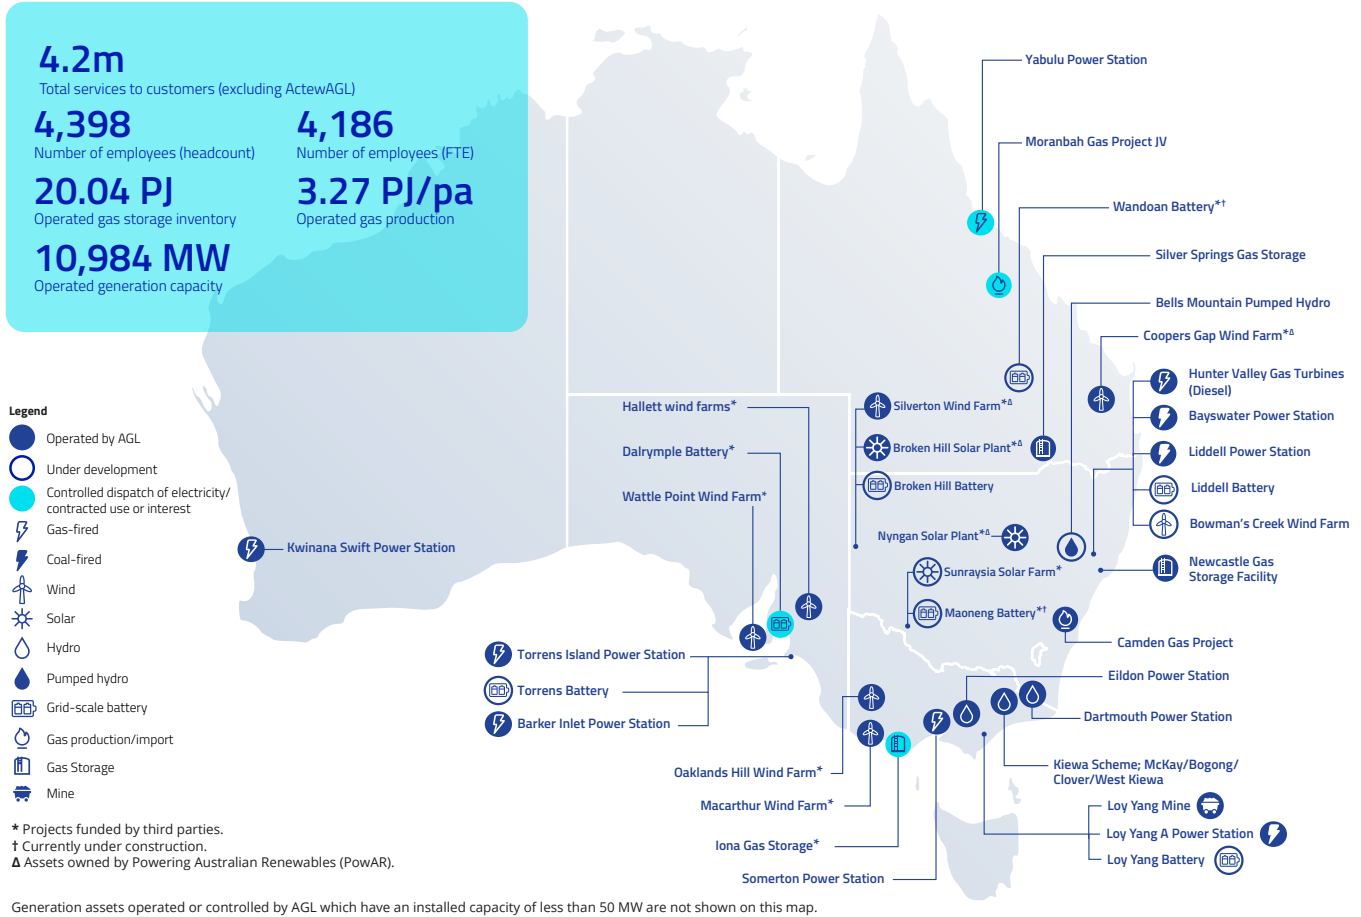 4.2m
Total services to customers (excluding ActewAGL)
4,398
Number of employees (headcount)
4,186
Number of employees (FTE)
20.04 PJ
Operated gas storage inventory
3.27 PJ/pa
Operated gas production
10,984 MW
Operated generation capacity
Legend
Operated by AGL
Under development
Controlled dispatch of electricity/
contracted use or interest
Gas-fired
Coal-fired
Wind
Solar
Hydro
Pumped hydro
Grid-scale battery
Gas production/import
Gas Storage
Mine
* Projects funded by third parties.
† Currently under construction.
Δ Assets owned by Powering Australian Renewables (PowAR).
Kwinana Swift Power Station
Hallett wind farms*
Dalrymple Battery*
Wattle Point Wind Farm*
Torrens Island Power Station
Torrens Battery
Barker Inlet Power Station
Oaklands Hill Wind Farm*
Macarthur Wind Farm*
Iona Gas Storage*
Somerton Power Station
Silverton Wind Farm*Δ
Broken Hill Solar Plant*Δ
Broken Hill Battery
Nyngan Solar Plant*Δ
Sunraysia Solar Farm*
Maoneng Battery*†
Yabulu Power Station
Moranbah Gas Project JV
Wandoan Battery*†
Silver Springs Gas Storage
Bells Mountain Pumped Hydro
Coopers Gap Wind Farm*Δ
Hunter Valley Gas Turbines
(Diesel)
Bayswater Power Station
Liddell Power Station
Liddell Battery
Bowman's Creek Wind Farm
Newcastle Gas
Storage Facility
Camden Gas Project
Eildon Power Station
Dartmouth Power Station
Kiewa Scheme; McKay/Bogong/
Clover/West Kiewa
Loy Yang Mine
Loy Yang A Power Station
Loy Yang Battery
Generation assets operated or controlled by AGL which have an installed capacity of less than 50 MW are not shown on this map.